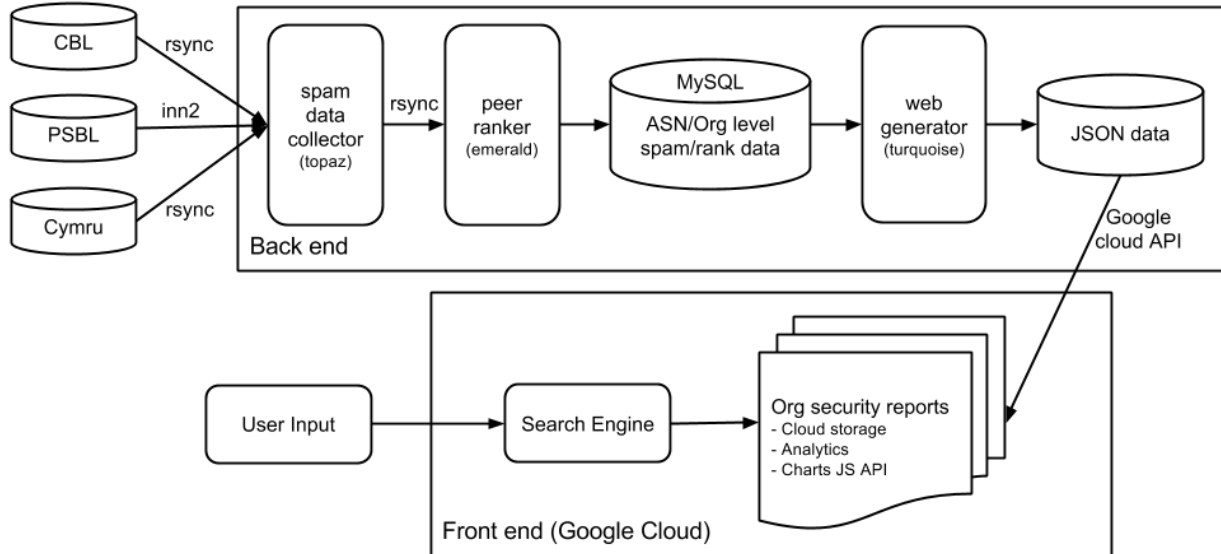 CBL
rsync
PSBL
inn2
Cymru
rsync
spam
data
collector
(topaz)
rsync
peer
ranker
(emerald)
MySQL
ASN/Org level
spam/rank data
web
generator
(turquoise)
JSON data
Back end
Google
cloud API
User Input
Search Engine
Org security reports
- Cloud storage
- Analytics
- Charts JS API
Front end (Google Cloud)